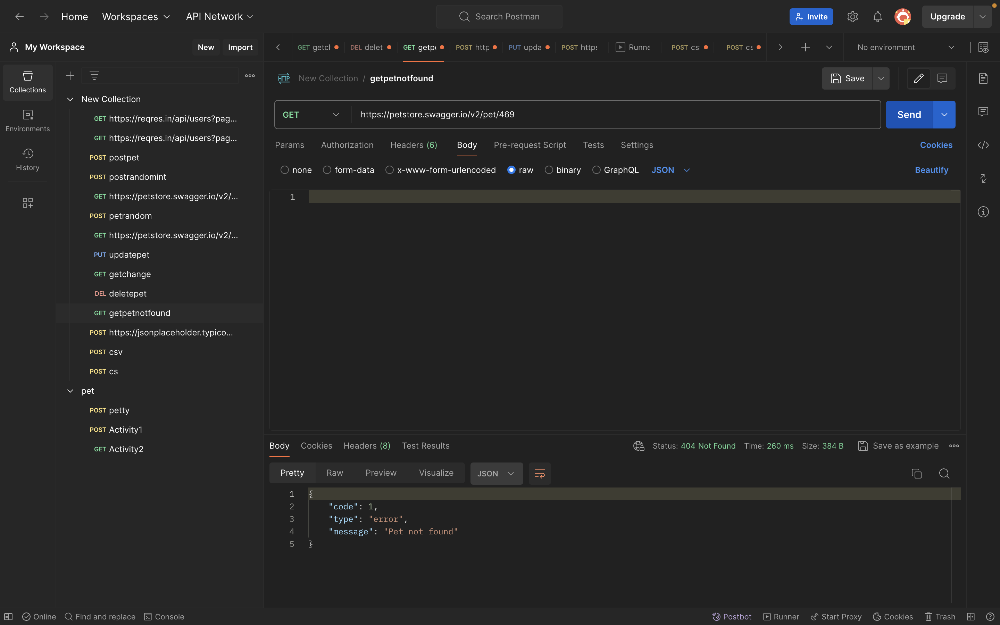 Home Workspaces API Network Search Postman Invite Upgrade
My Workspace New Import
GET getcl DEL delet GET getpe POST http PUT upda POST https Runne POST cs POST cs No environment
Collections
Environments
History
New Collection
GET https://reqres.in/api/users?pag...
GET https://reqres.in/api/users?pag...
POST postpet
POST postrandomint
GET https://petstore.swagger.io/v2/...
POST petrandom
GET https://petstore.swagger.io/v2/...
PUT updatepet
GET getchange
DEL deletepet
GET getpetnotfound
POST https://jsonplaceholder.typico...
POST csv
POST cs
pet
POST petty
POST Activity1
GET Activity2
HTTP New Collection / getpetnotfound Save
GET https://petstore.swagger.io/v2/pet/469 Send
Params Authorization Headers (6) Body Pre-request Script Tests Settings Cookies
none form-data x-www-form-urlencoded raw binary GraphQL JSON Beautify
1
Body Cookies Headers (8) Test Results Status: 404 Not Found Time: 260 ms Size: 384 B Save as example
Pretty Raw Preview Visualize JSON
1 {
2 "code": 1,
3 "type": "error",
4 "message": "Pet not found"
5 }
Online Find and replace Console Postbot Runner Start Proxy Cookies Trash